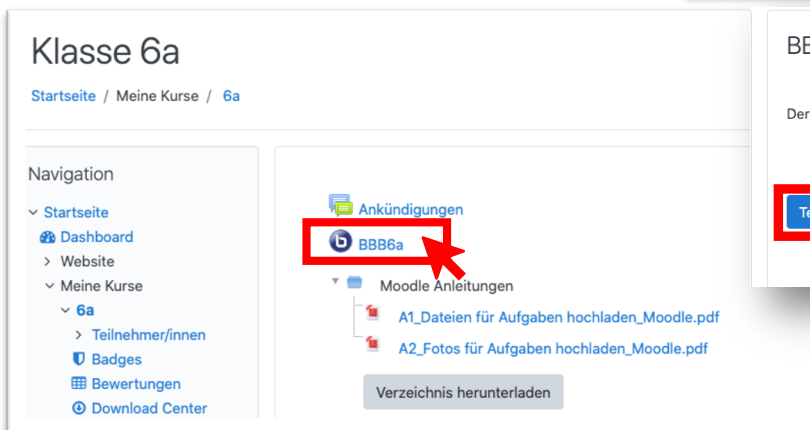 Klasse 6a
Startseite / Meine Kurse / 6a
Navigation
Startseite
Dashboard
Website
Meine Kurse
6a
Teilnehmer/innen
Badges
Bewertungen
Download Center
Ankündigungen
BBB6a
Moodle Anleitungen
A1_Dateien für Aufgaben hochladen_Moodle.pdf
A2_Fotos für Aufgaben hochladen_Moodle.pdf
Verzeichnis herunterladen
Der